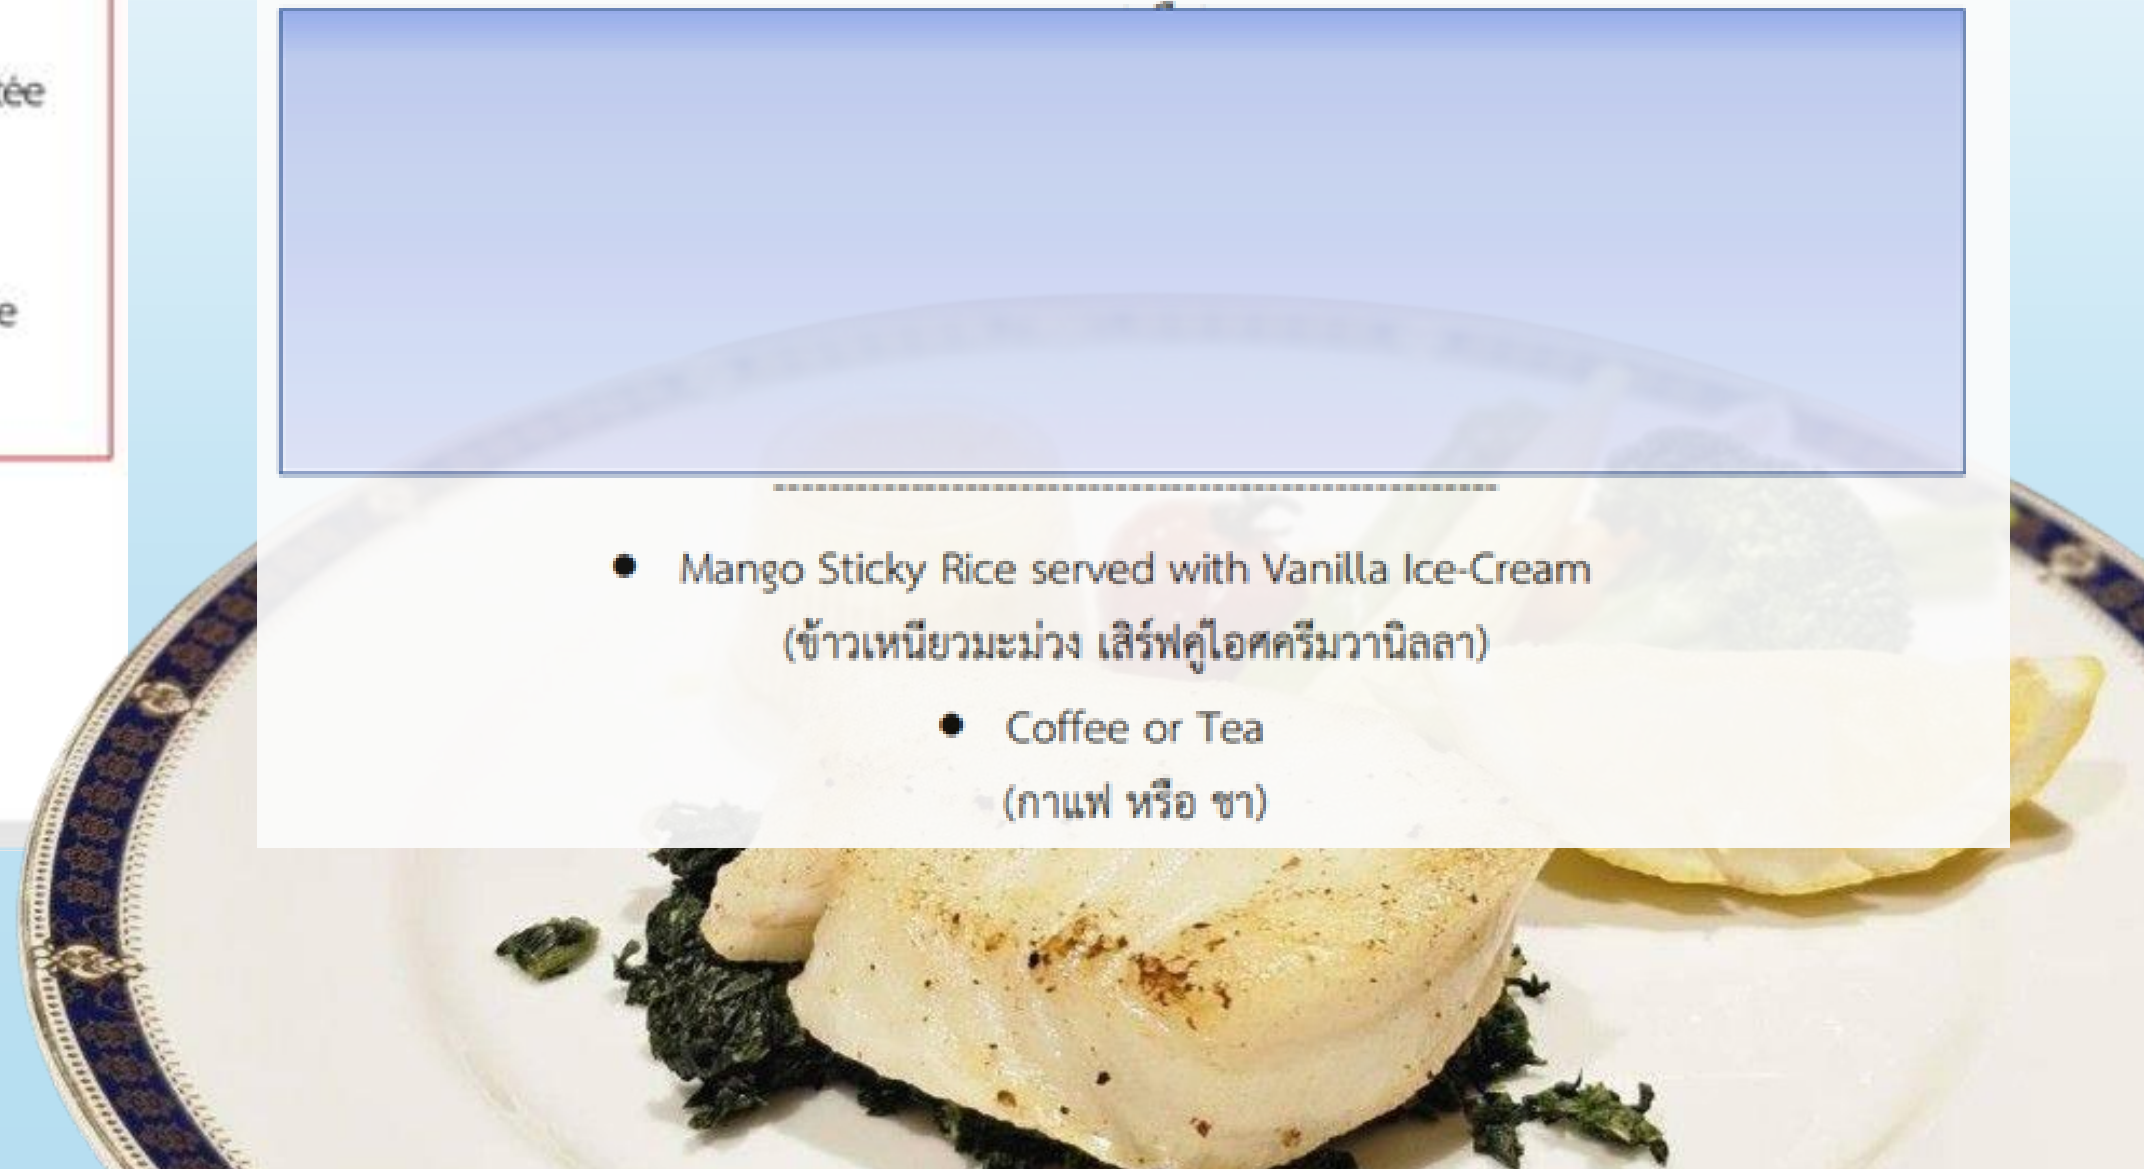 -------------------------------------------------------
● Mango Sticky Rice served with Vanilla Ice-Cream
(ข้าวเหนียวมะม่วง เสิร์ฟคู่ไอศครีมวานิลลา)
● Coffee or Tea
(กาแฟ หรือ ชา)